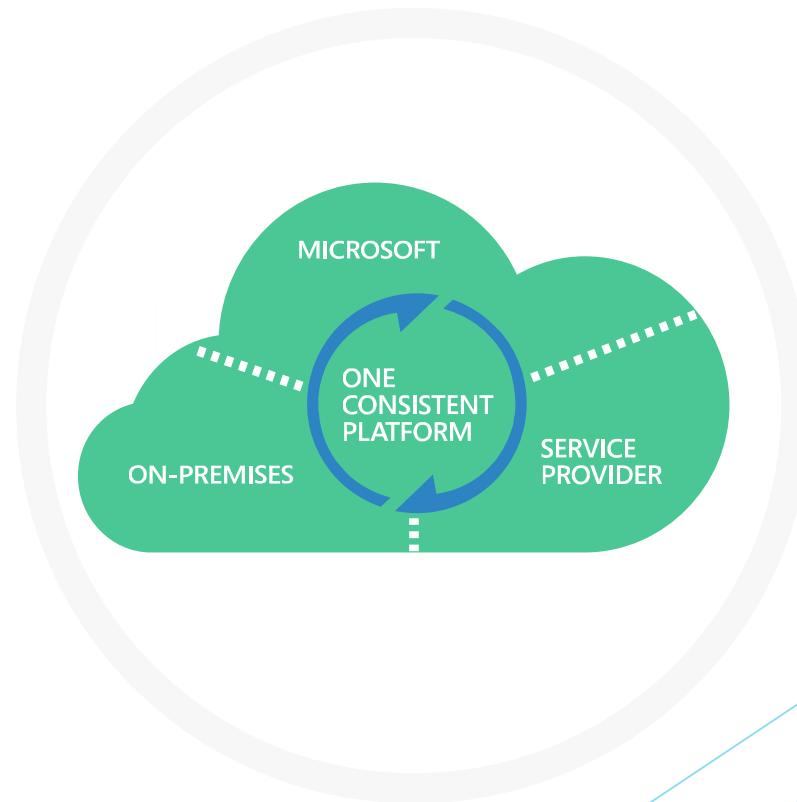 MICROSOFT
ONE
CONSISTENT
PLATFORM
ON-PREMISES
SERVICE
PROVIDER